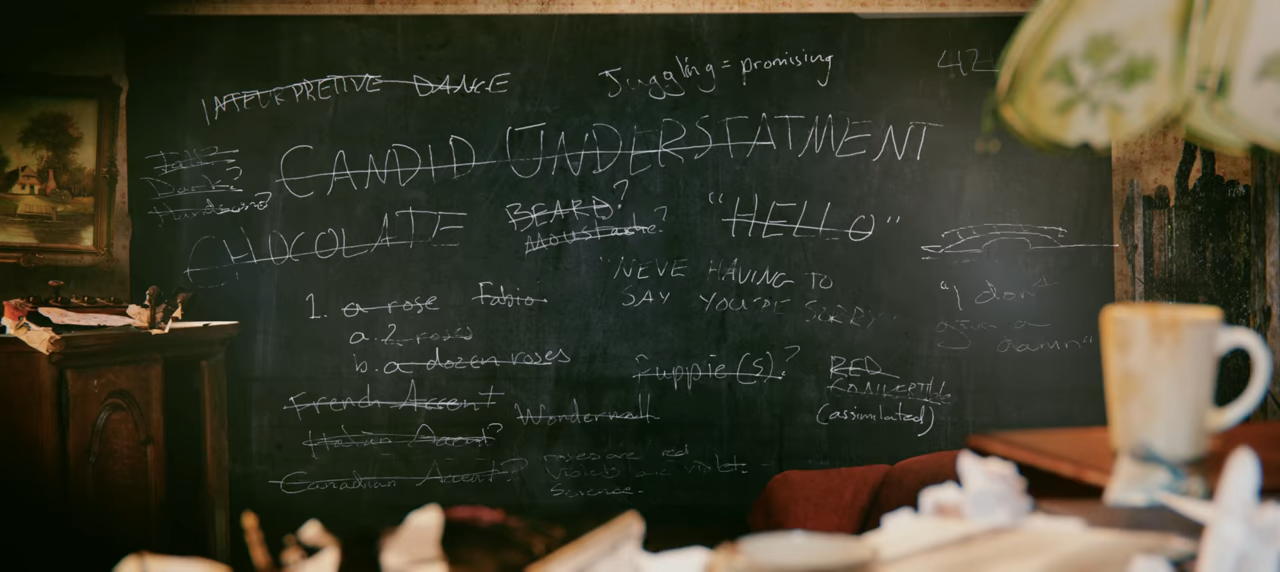 INTERPRETIVE DANCE
Juggling = promising
42
Tall?
Dark?
Handsome?
CANDID UNDERSTATMENT
CHOCOLATE
BEARD?
Moustache?
"HELLO"
"NEVE HAVING TO
SAY YOU'RE SORRY"
"I don't
give a
damn"
1. a rose Fabio
a. 2 roses
b. a dozen roses
Puppie(s)?
RED
CONVERTIBLE
(assimilated)
French Accent
Wonderwall
Italian Accent?
Canadian Accent?
roses are red
violets are violet
Science.